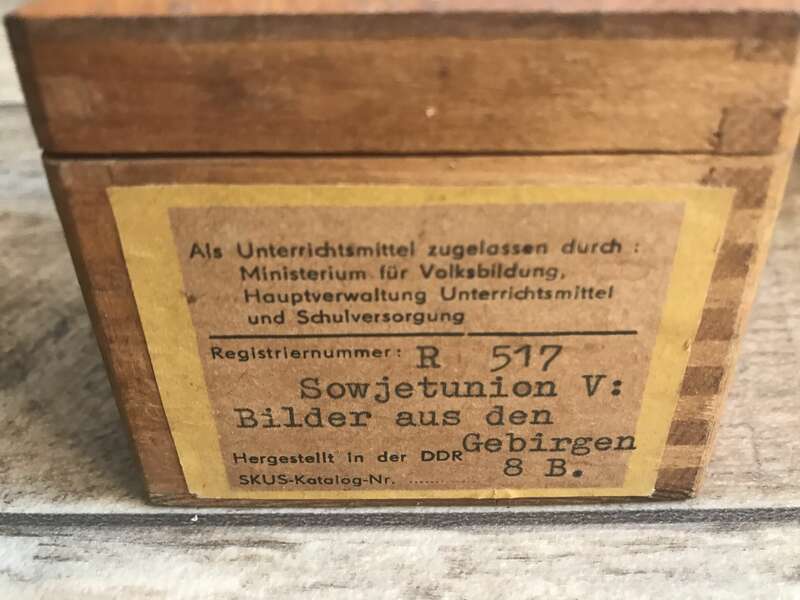 Als Unterrichtsmittel zugelassen durch :
Ministerium für Volksbildung,
Hauptverwaltung Unterrichtsmittel
und Schulversorgung
Registriernummer: R 517
Sowjetunion V:
Bilder aus den
Gebirgen
Hergestellt in der DDR
8 B.
SKUS-Katalog-Nr. ............